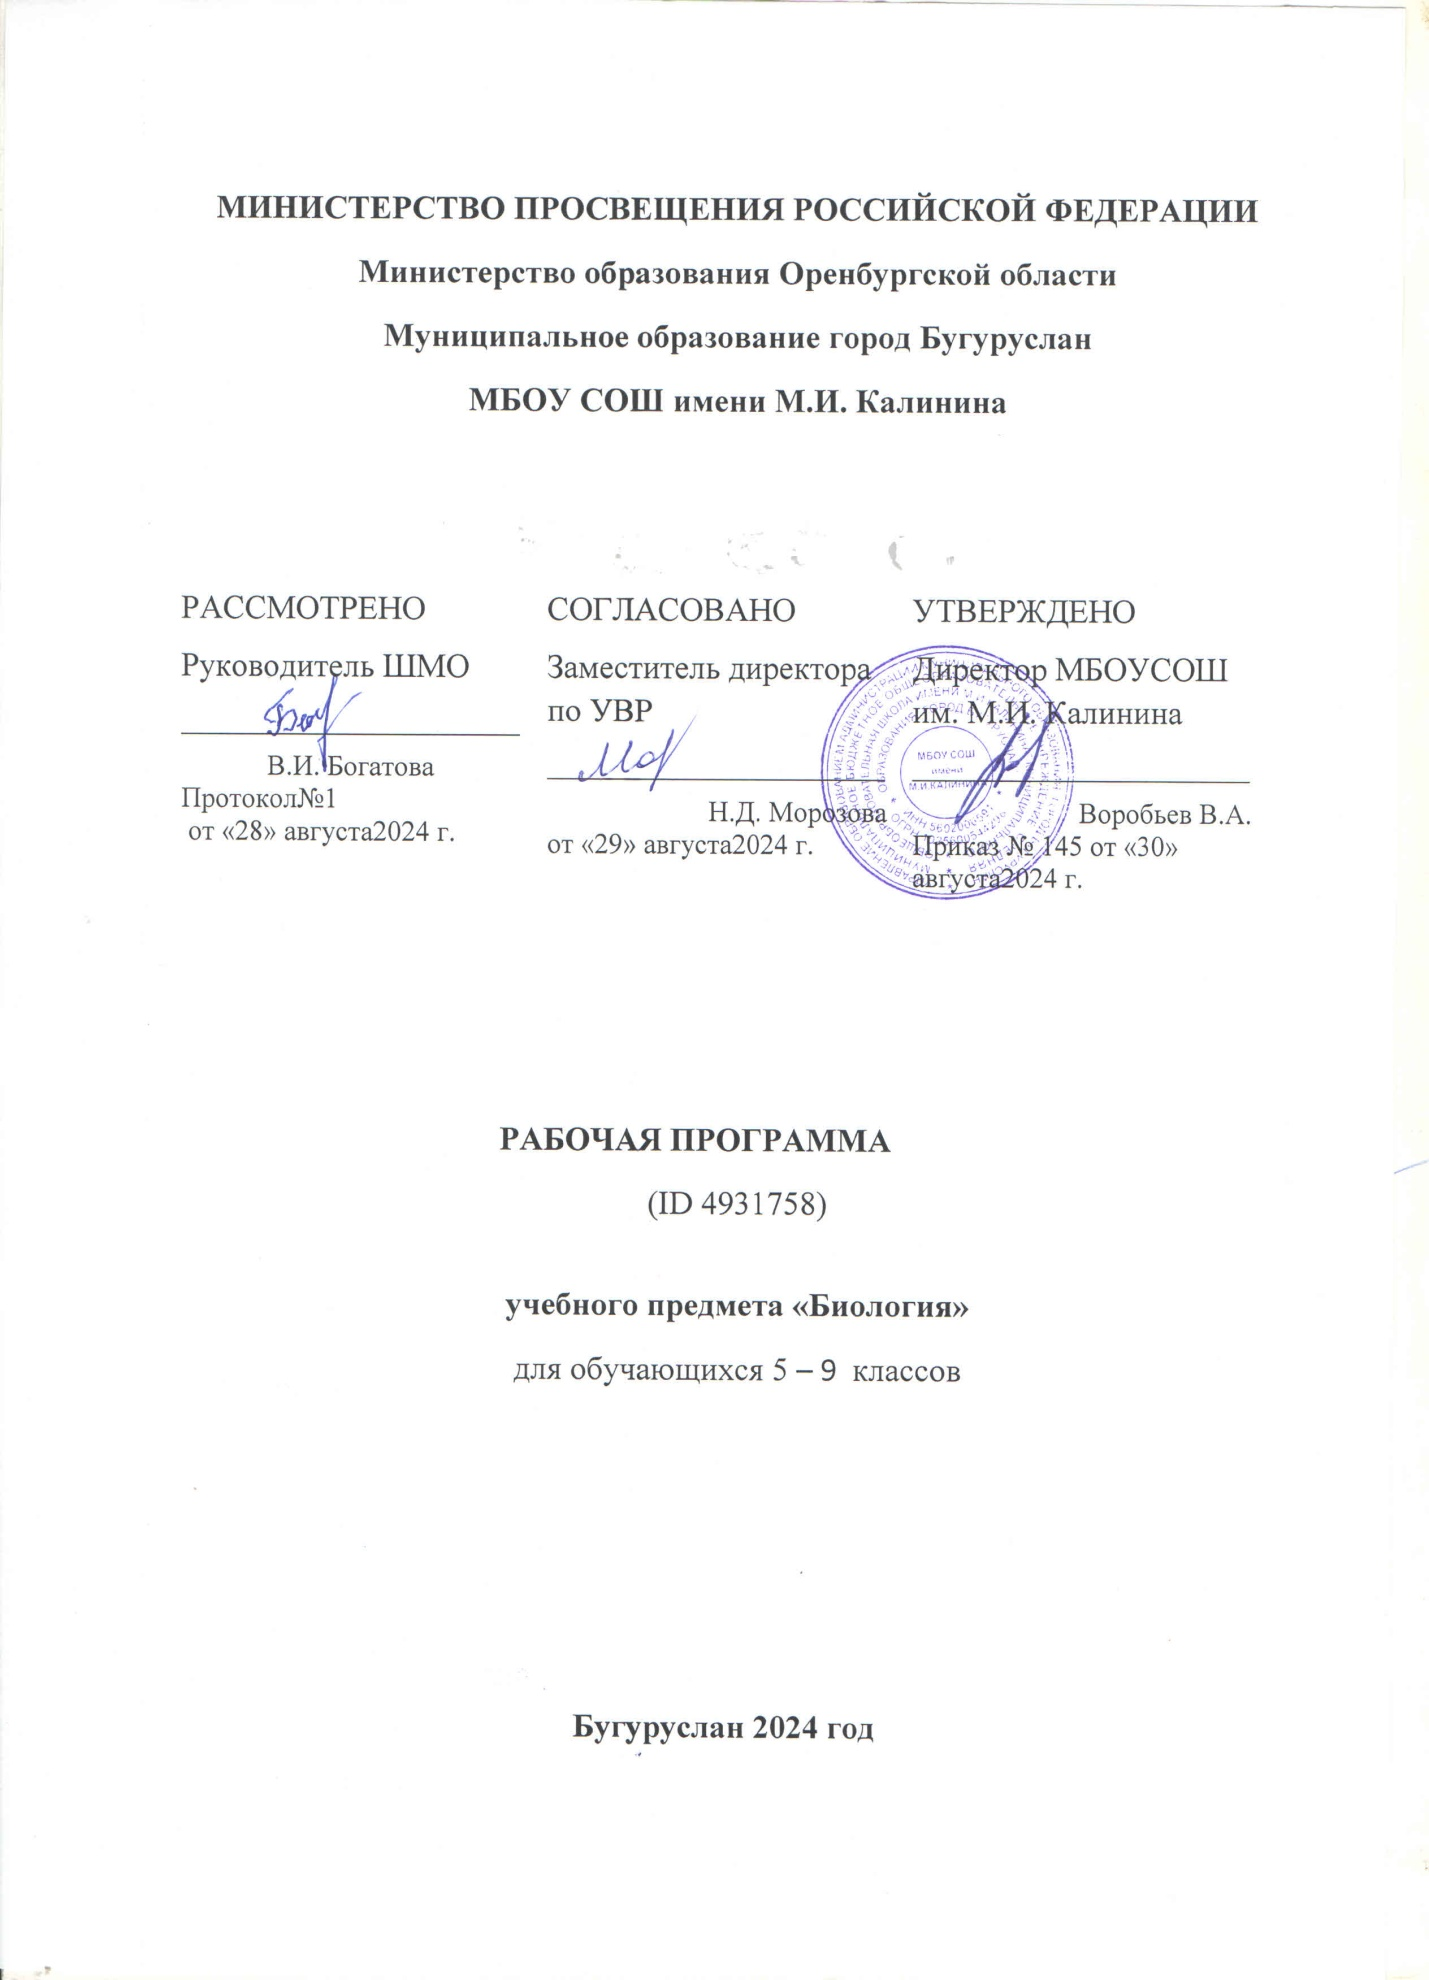 МИНИСТЕРСТВО ПРОСВЕЩЕНИЯ РОССИЙСКОЙ ФЕДЕРАЦИИ
Министерство образования Оренбургской области
Муниципальное образование город Бугуруслан
МБОУ СОШ имени М.И. Калинина
РАССМОТРЕНО
Руководитель ШМО
В.И. Богатова
Протокол№1
от «28» августа2024 г.
СОГЛАСОВАНО
Заместитель директора
по УВР
Н.Д. Морозова
от «29» августа2024 г.
УТВЕРЖДЕНО
Директор МБОУСОШ
им. М.И. Калинина
Воробьев В.А.
Приказ № 145 от «30»
августа2024 г.
МБОУ СОШ
имени
М.И.КАЛИНИНА
РАБОЧАЯ ПРОГРАММА
(ID 4931758)
учебного предмета «Биология»
для обучающихся 5 – 9 классов
Бугуруслан 2024 год